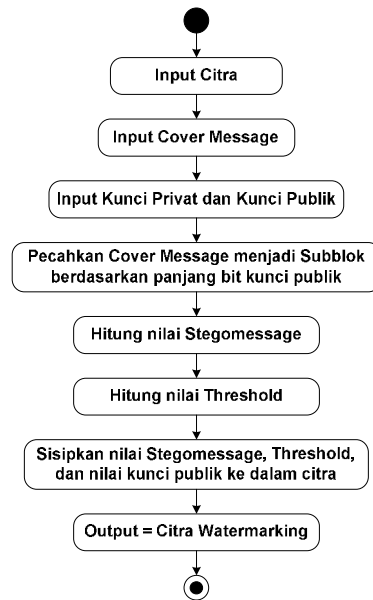 Input Citra
Input Cover Message
Input Kunci Privat dan Kunci Publik
Pecahkan Cover Message menjadi Subblok
berdasarkan panjang bit kunci publik
Hitung nilai Stegomessage
Hitung nilai Threshold
Sisipkan nilai Stegomessage, Threshold,
dan nilai kunci publik ke dalam citra
Output = Citra Watermarking